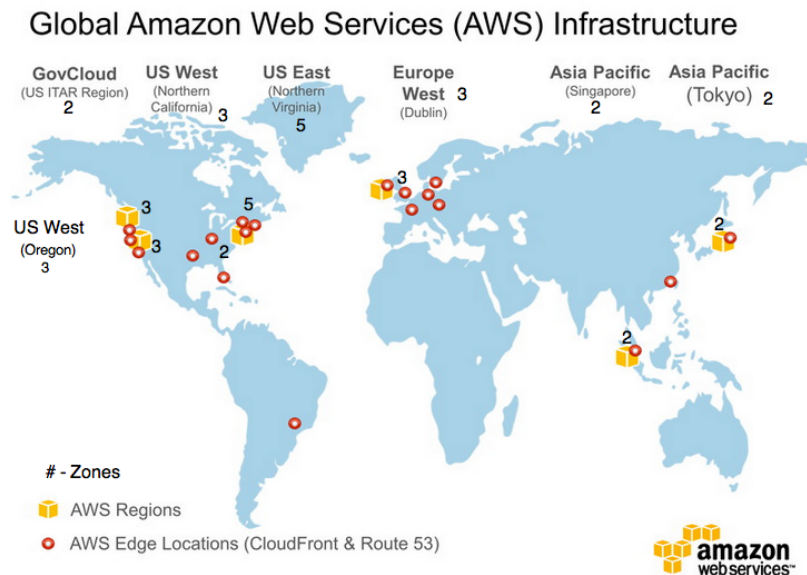 Global Amazon Web Services (AWS) Infrastructure
GovCloud
(US ITAR Region)
2
US West
(Northern
California)
3
US East
(Northern
Virginia)
5
Europe
West
(Dublin)
3
Asia Pacific
(Singapore)
2
Asia Pacific
(Tokyo)
2
US West
(Oregon)
3
3
3
5
2
3
2
2
# - Zones
AWS Regions
AWS Edge Locations (CloudFront & Route 53)
amazon
webservices™